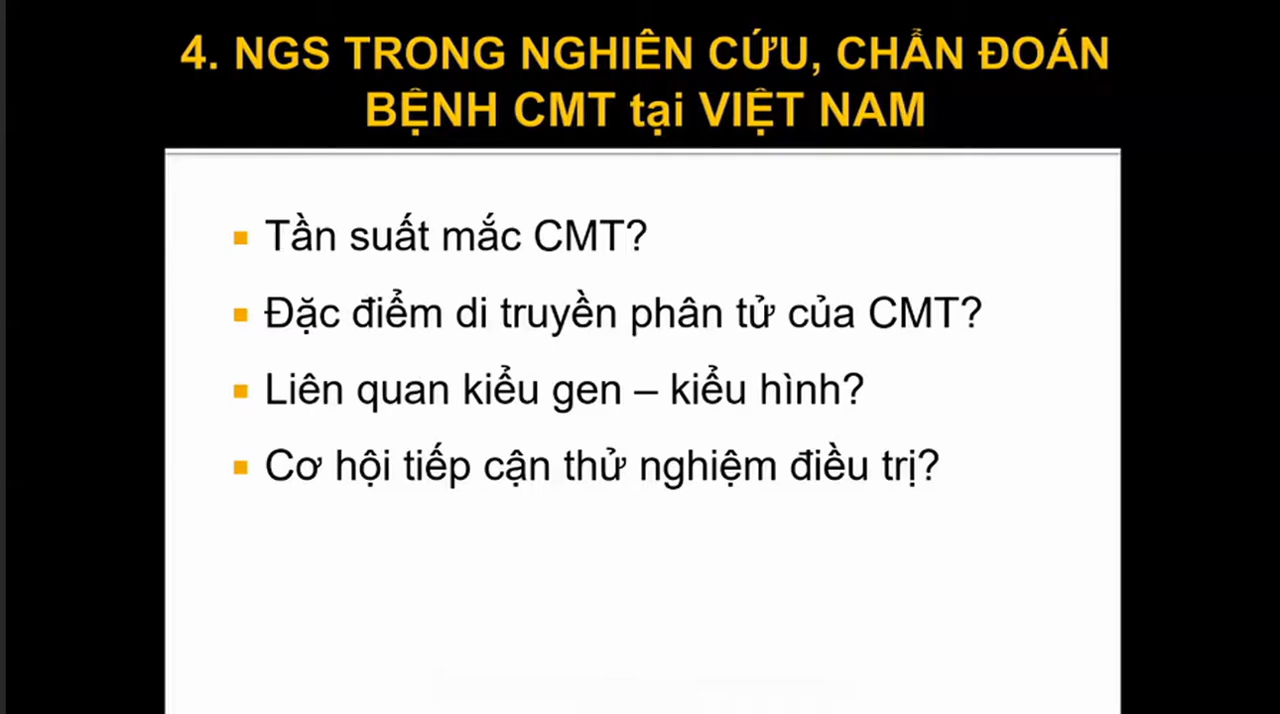 4. NGS TRONG NGHIÊN CỨU, CHẨN ĐOÁN
BỆNH CMT tại VIỆT NAM
Tần suất mắc CMT?
Đặc điểm di truyền phân tử của CMT?
Liên quan kiểu gen – kiểu hình?
Cơ hội tiếp cận thử nghiệm điều trị?